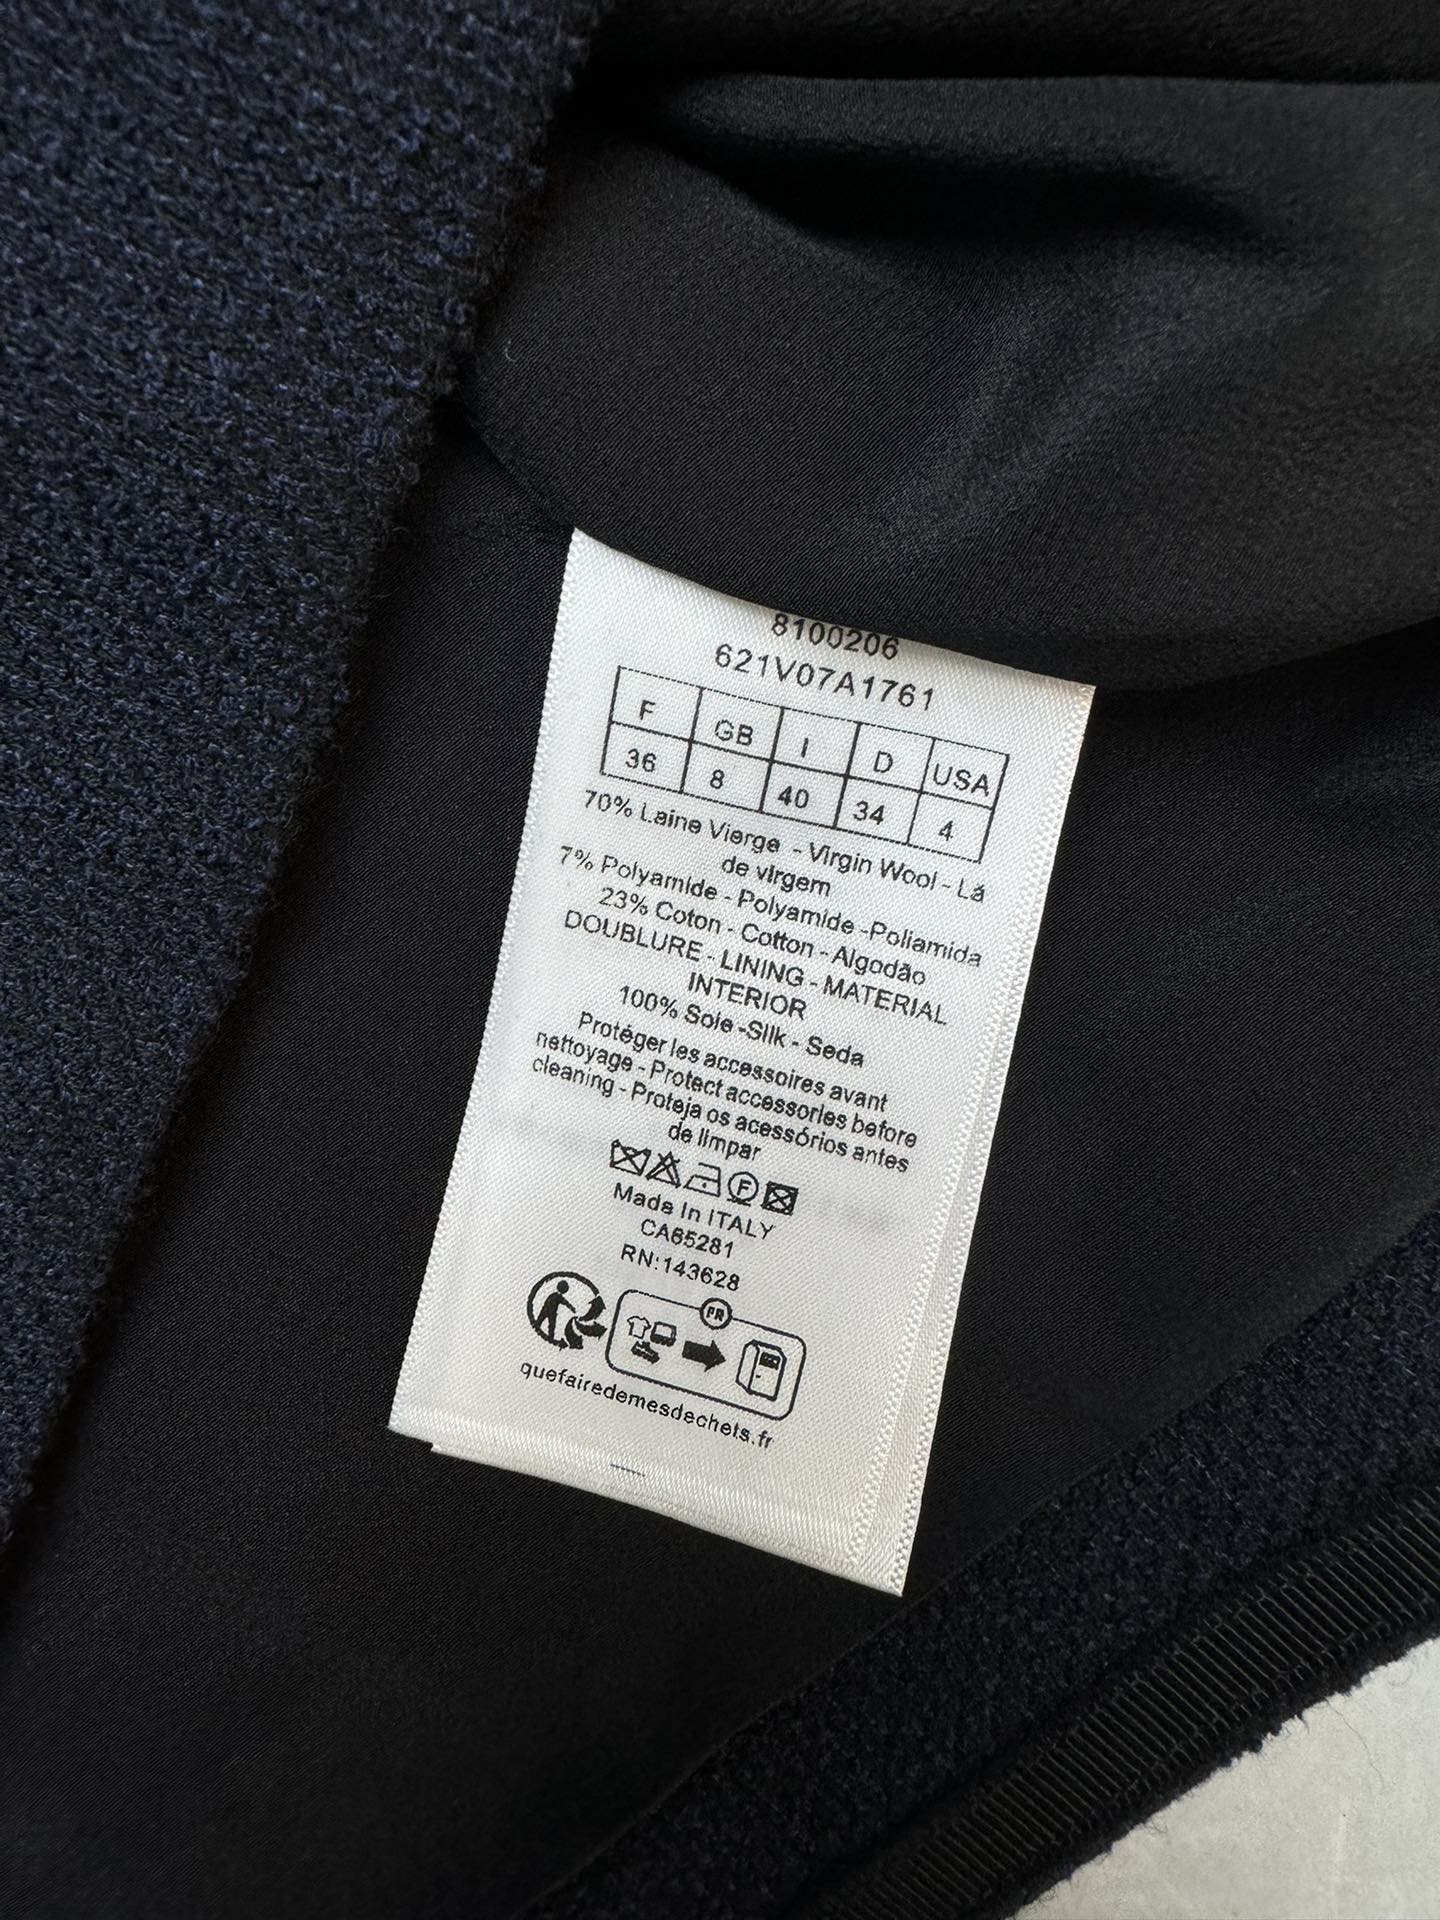 8100206
621V07A1761
F GB I D USA
36 8 40 34 4
70% Laine Vierge - Virgin Wool - Lã
de virgem
7% Polyamide - Polyamide -Poliamida
23% Coton - Cotton - Algodão
DOUBLURE - LINING - MATERIAL
INTERIOR
100% Soie -Silk - Seda
Protéger les accessoires avant
nettoyage - Protect accessories before
cleaning - Proteja os acessórios antes
de limpar
F
Made In ITALY
CA65281
RN:143628
FR
quefairedemesdechets.fr